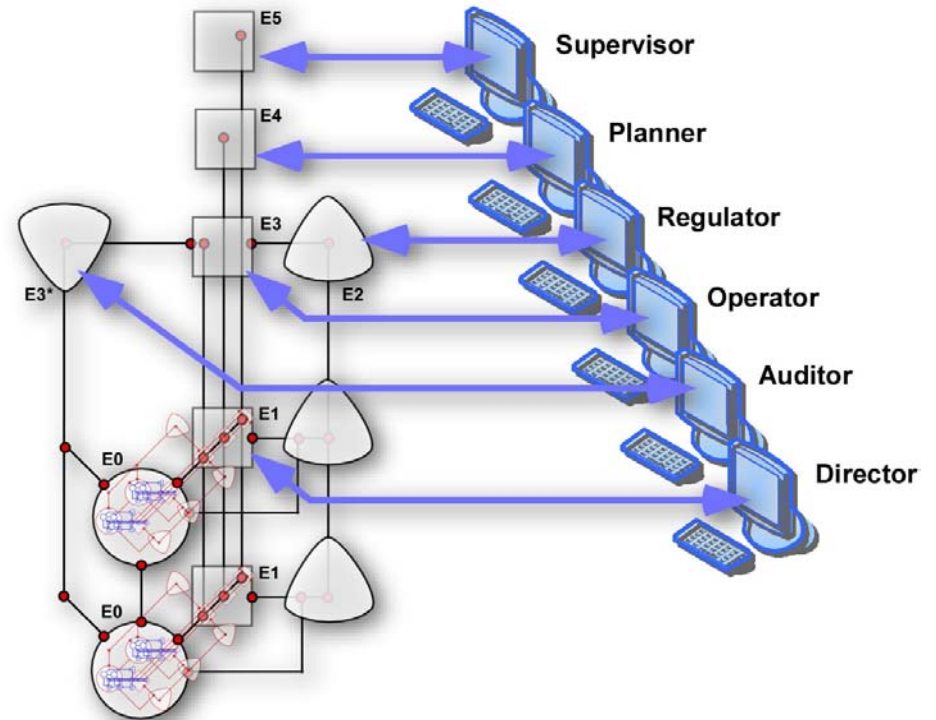 E5
Supervisor
E4
Planner
E3
Regulator
E3*
E2
Operator
Auditor
E1
E0
Director
E1
E0